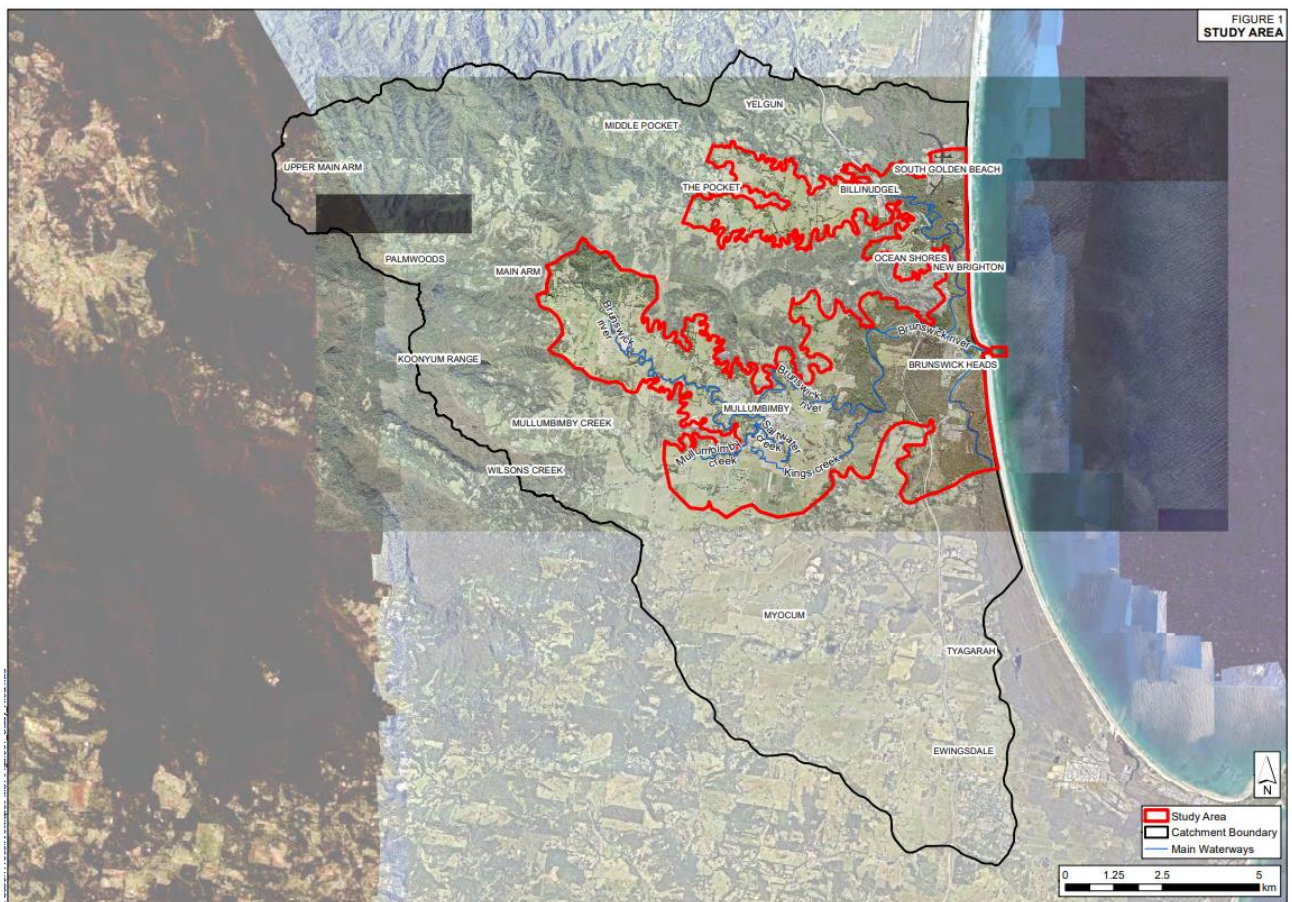 FIGURE 1
STUDY AREA
YELGUN
MIDDLE POCKET
UPPER MAIN ARM
SOUTH GOLDEN BEACH
THE POCKET
BILLINUDGEL
PALMWOODS
OCEAN SHORES
NEW BRIGHTON
MAIN ARM
Brunswick
river
Brunswick river
KOONYUM RANGE
BRUNSWICK HEADS
Brunswick
river
MULLUMBIMBY
MULLUMBIMBY CREEK
Saltwater
creek
Mullumbimby
creek
WILSONS CREEK
Kings creek
MYOCUM
TYAGARAH
EWINGSDALE
N
Study Area
Catchment Boundary
Main Waterways
0 1.25 2.5 5
km